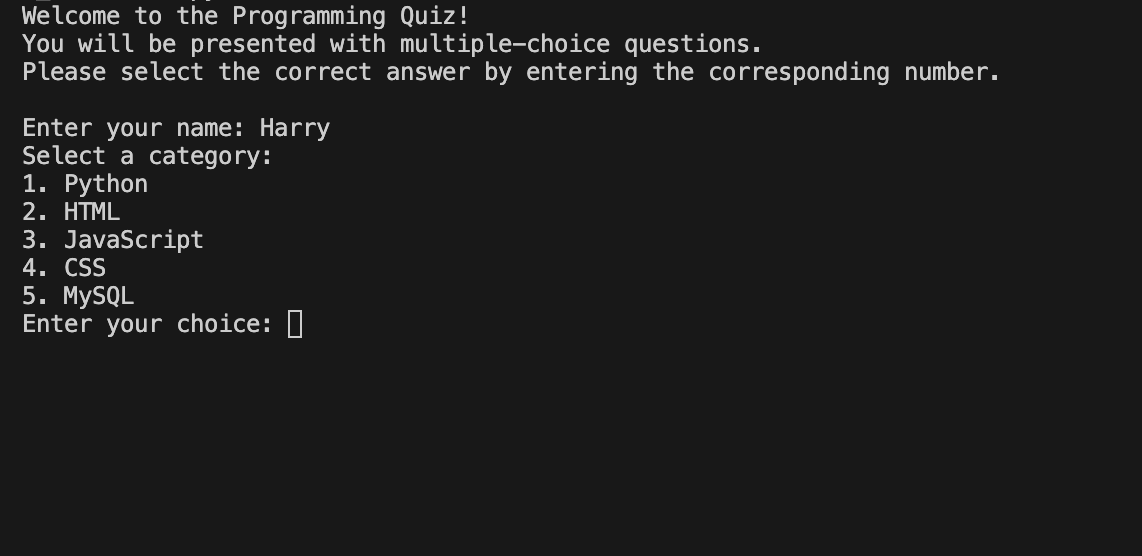 Welcome to the Programming Quiz!
You will be presented with multiple-choice questions.
Please select the correct answer by entering the corresponding number.
Enter your name: Harry
Select a category:
1. Python
2. HTML
3. JavaScript
4. CSS
5. MySQL
Enter your choice: